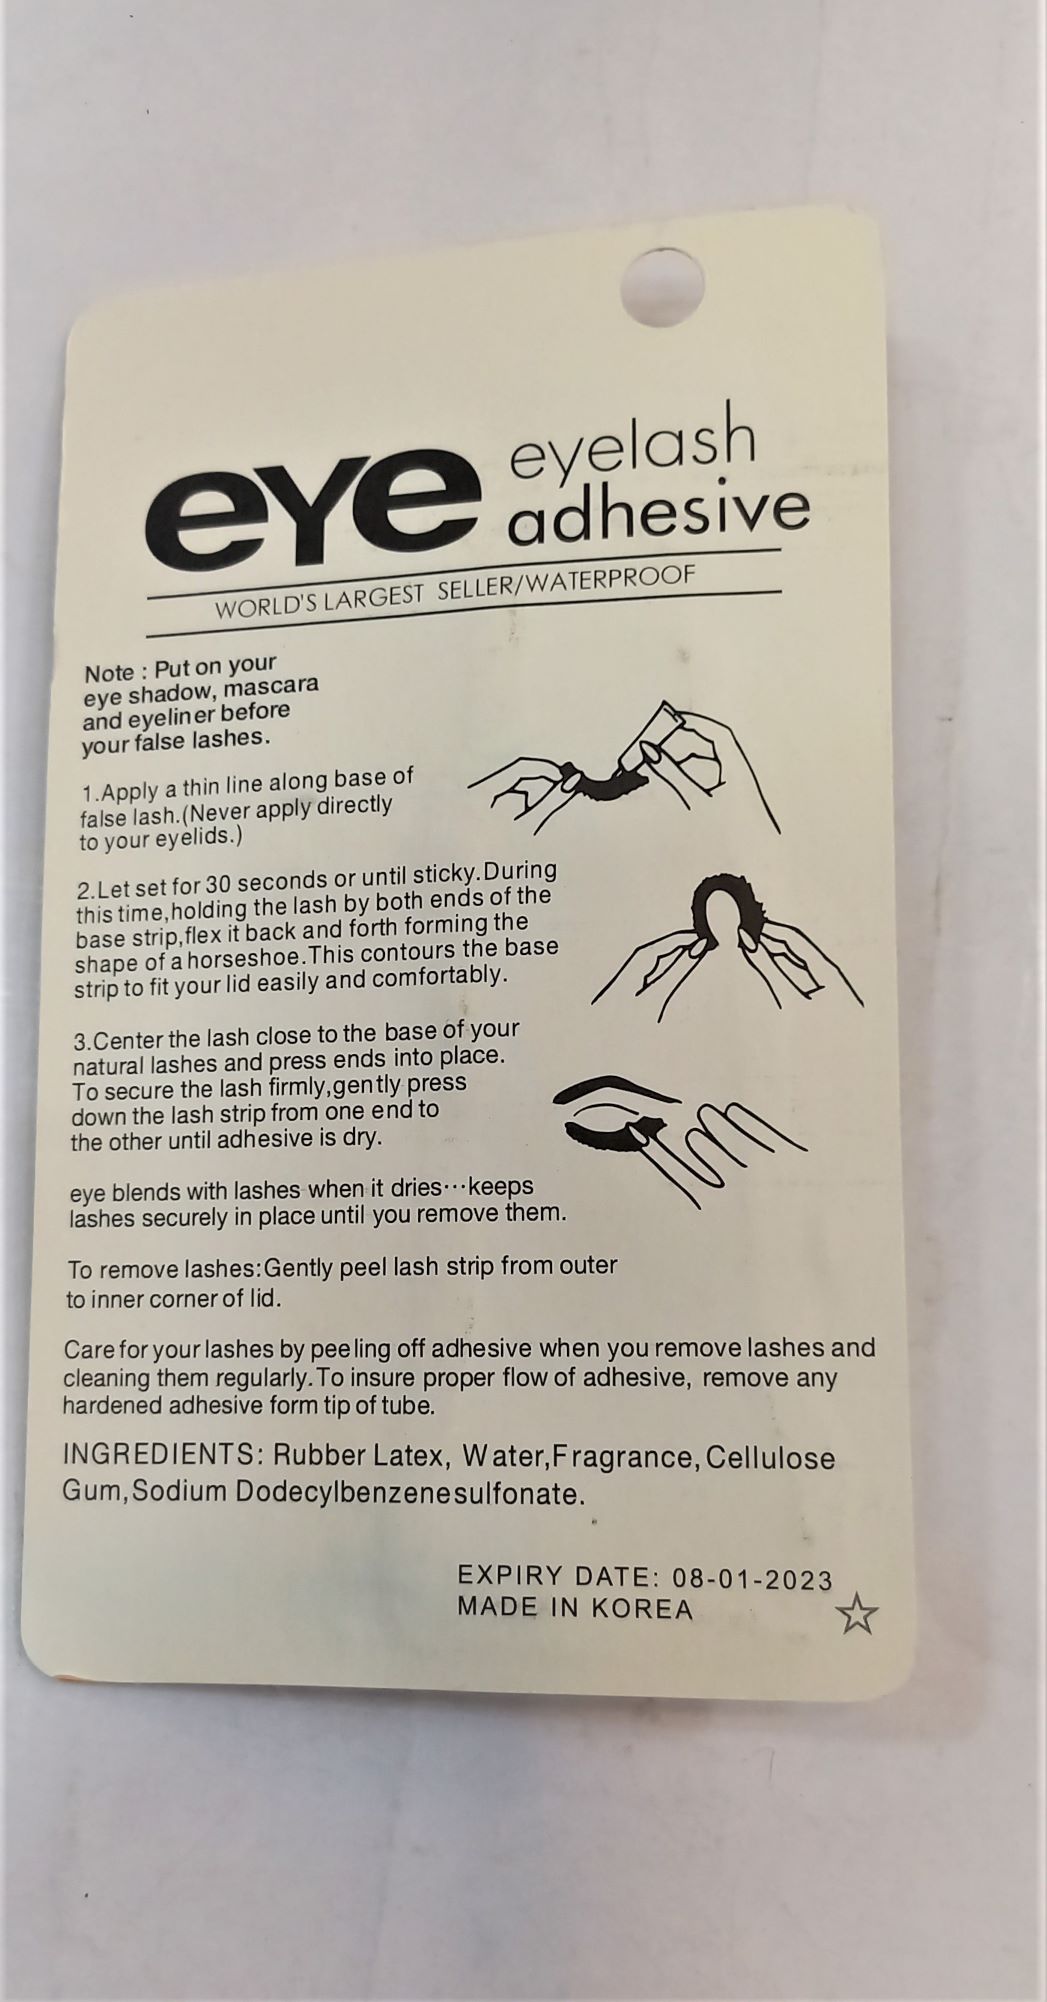 eye eyelash
adhesive
WORLD'S LARGEST SELLER/WATERPROOF
Note : Put on your
eye shadow, mascara
and eyeliner before
your false lashes.
1.Apply a thin line along base of
false lash.(Never apply directly
to your eyelids.)
2.Let set for 30 seconds or until sticky.During
this time,holding the lash by both ends of the
base strip,flex it back and forth forming the
shape of a horseshoe.This contours the base
strip to fit your lid easily and comfortably.
3.Center the lash close to the base of your
natural lashes and press ends into place.
To secure the lash firmly,gently press
down the lash strip from one end to
the other until adhesive is dry.
eye blends with lashes when it dries···keeps
lashes securely in place until you remove them.
To remove lashes:Gently peel lash strip from outer
to inner corner of lid.
Care for your lashes by peeling off adhesive when you remove lashes and
cleaning them regularly.To insure proper flow of adhesive, remove any
hardened adhesive form tip of tube.
INGREDIENTS: Rubber Latex, Water,Fragrance,Cellulose
Gum,Sodium Dodecylbenzenesulfonate.
EXPIRY DATE: 08-01-2023
MADE IN KOREA